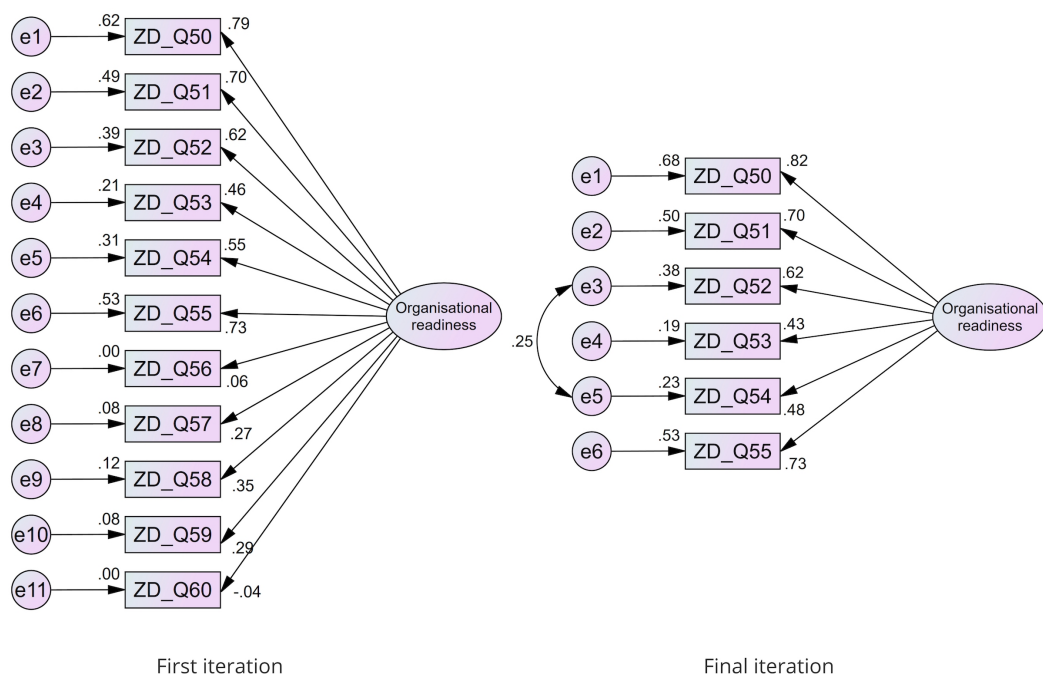 e1 .62 ZD_Q50 .79
e2 .49 ZD_Q51 .70
e3 .39 ZD_Q52 .62
e4 .21 ZD_Q53 .46
e5 .31 ZD_Q54 .55
e6 .53 ZD_Q55 .73
e7 .00 ZD_Q56 .06
e8 .08 ZD_Q57 .27
e9 .12 ZD_Q58 .35
e10 .08 ZD_Q59 .29
e11 .00 ZD_Q60 -.04
Organisational
readiness
First iteration
e1 .68 ZD_Q50 .82
e2 .50 ZD_Q51 .70
e3 .38 ZD_Q52 .62
.25
e4 .19 ZD_Q53 .43
e5 .23 ZD_Q54 .48
e6 .53 ZD_Q55 .73
Organisational
readiness
Final iteration